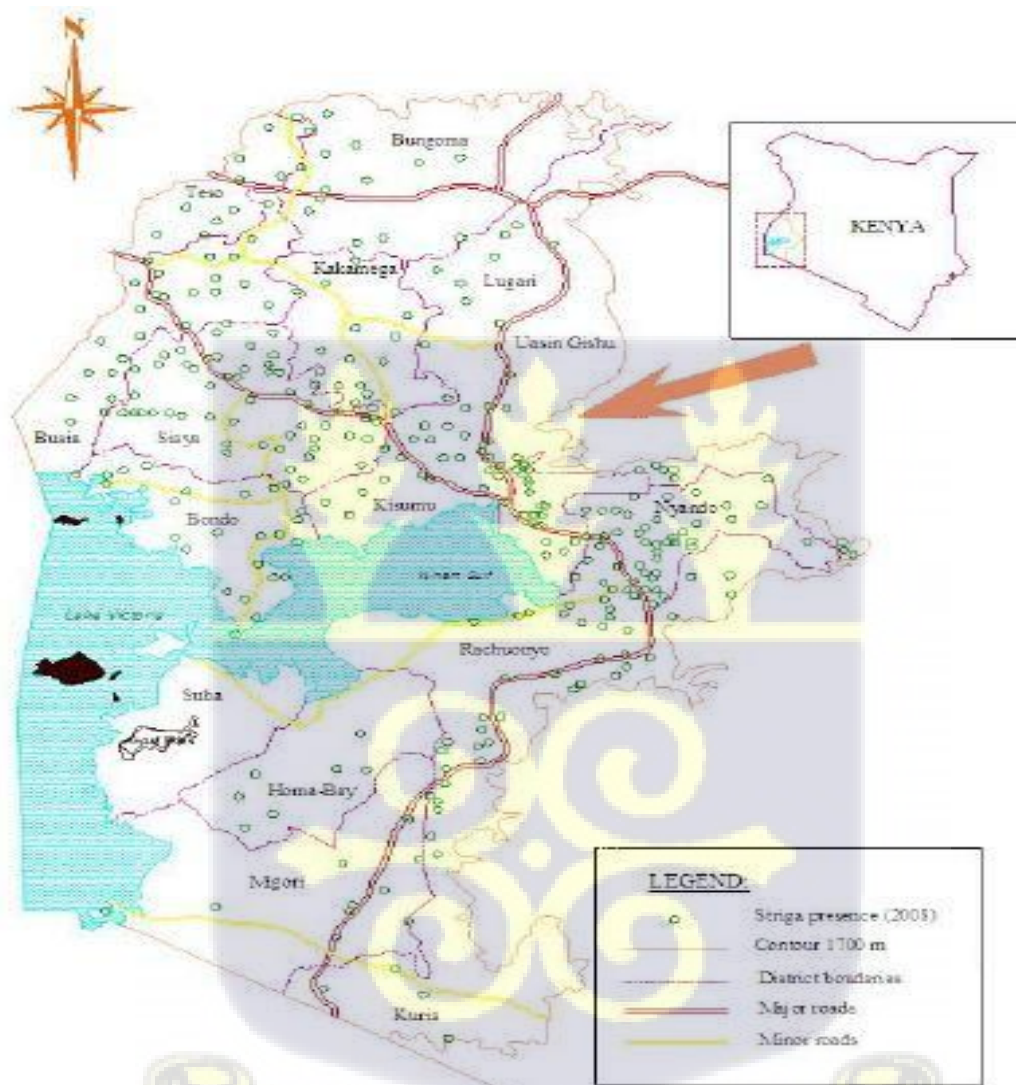 N
Bungoma
Teso
KENYA
Kakamega
Lugari
Uasin Gishu
Busia
Siaya
Kisumu
Bondo
Nyando
Lake Victoria
Rachuonyo
Suba
Homa-Bay
Migori
Kuria
LEGEND:
Striga presence (2008)
Contour 1700 m
District boundaries
Major roads
Minor roads